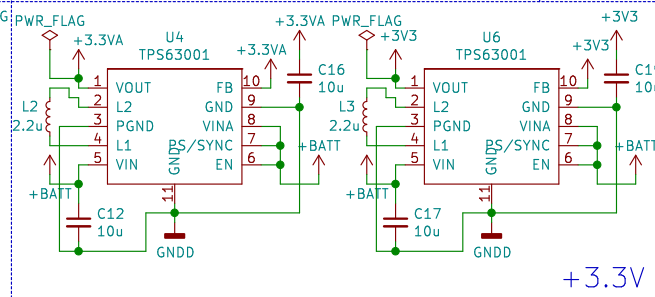 G
PWR_FLAG
+3.3VA
U4
TPS63001
1 VOUT
2 L2
3 PGND
4 L1
5 VIN
FB 10
GND 9
VINA 8
PS/SYNC 7
EN 6
GND
11
L2
2.2u
+BATT
C12
10u
GNDD
+3.3VA
+3.3VA
C16
10u
+BATT
PWR_FLAG
+3V3
U6
TPS63001
1 VOUT
2 L2
3 PGND
4 L1
5 VIN
FB 10
GND 9
VINA 8
PS/SYNC 7
EN 6
GND
11
L3
2.2u
+BATT
C17
10u
GNDD
+3V3
+3V3
10u
+BATT
+3.3V